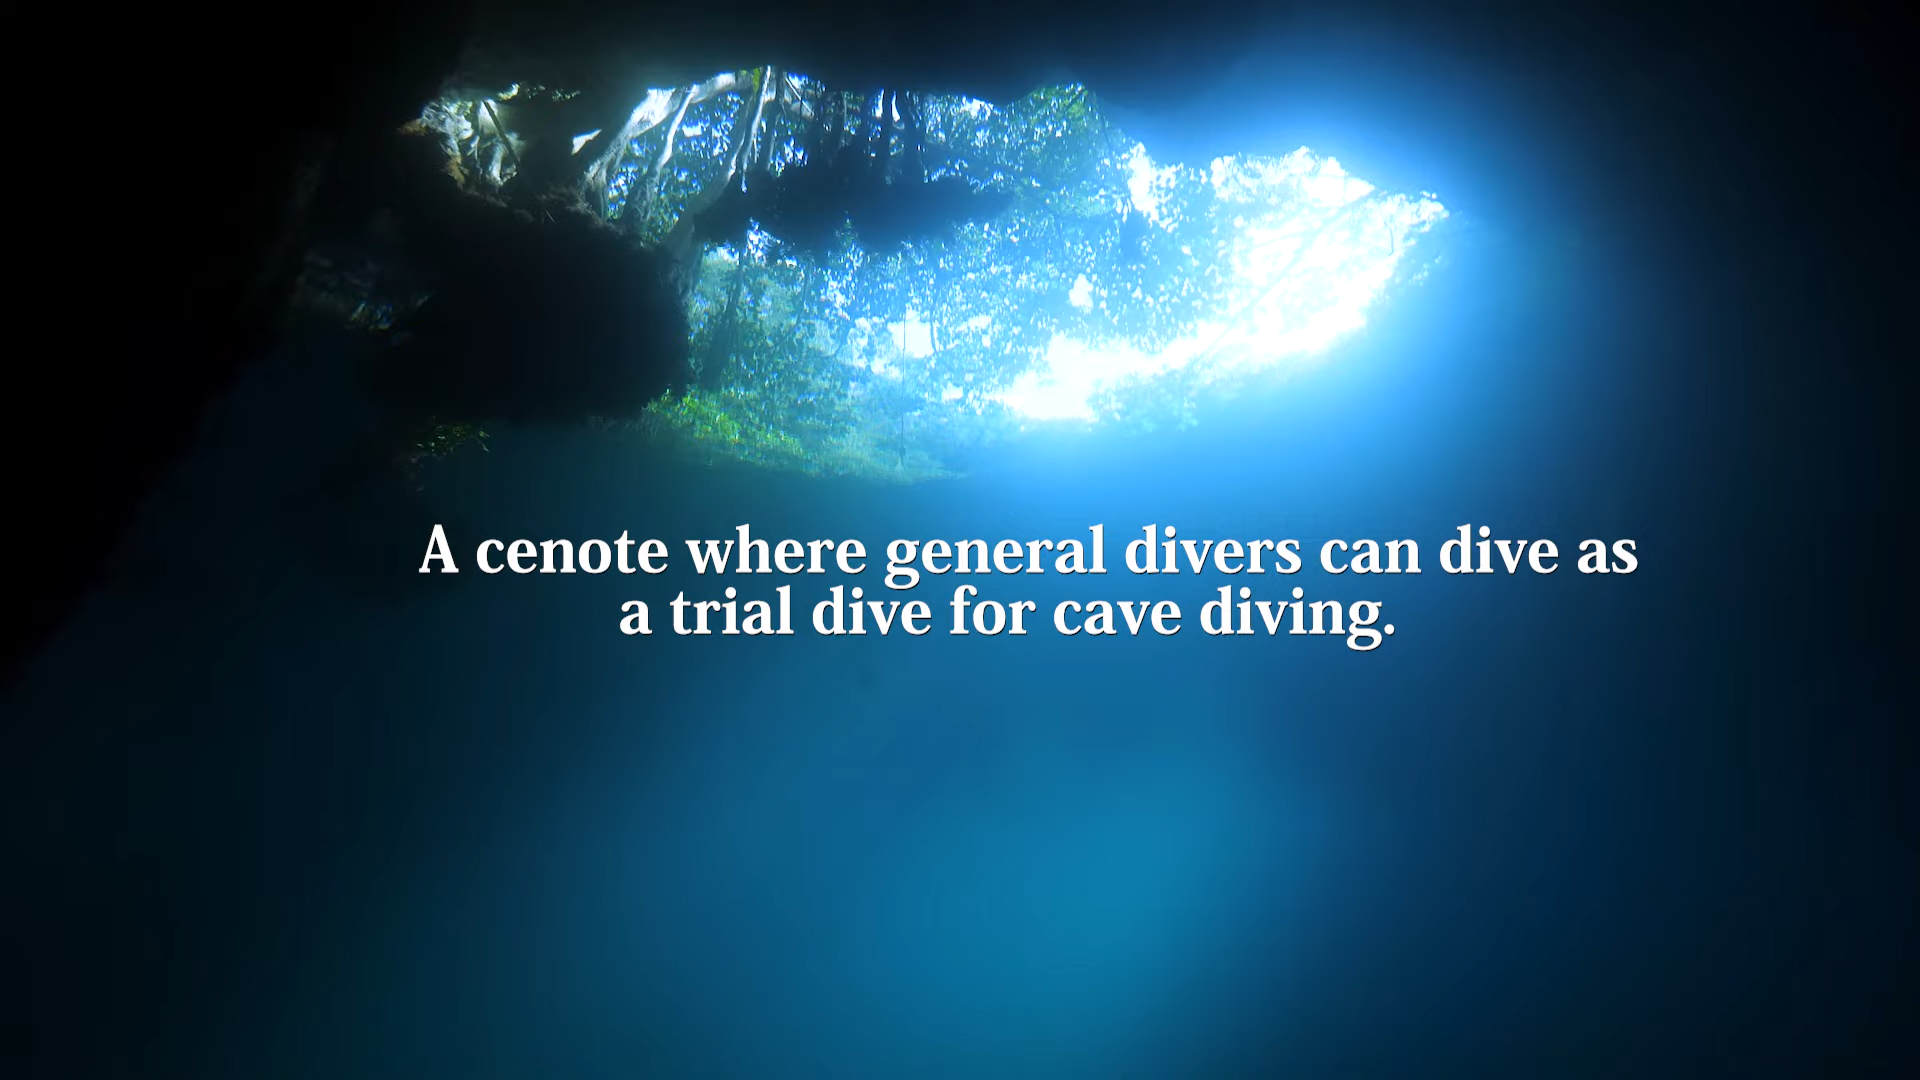 A cenote where general divers can dive as
a trial dive for cave diving.